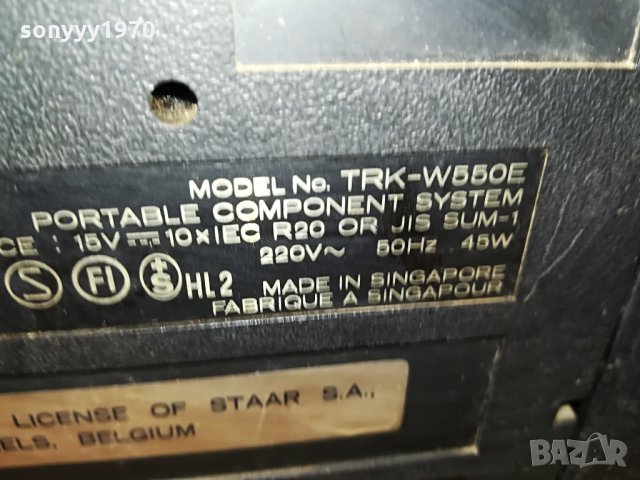 sonyyy1970
MODEL No. TRK-W550E
PORTABLE COMPONENT SYSTEM
CE : 15V 10×IEC R20 OR JIS SUM-1
220V~ 50Hz 45W
S FI +S HL2 MADE IN SINGAPORE
FABRIQUE A SINGAPOUR
LICENSE OF STAAR S.A.,
ELS, BELGIUM
BAZAR